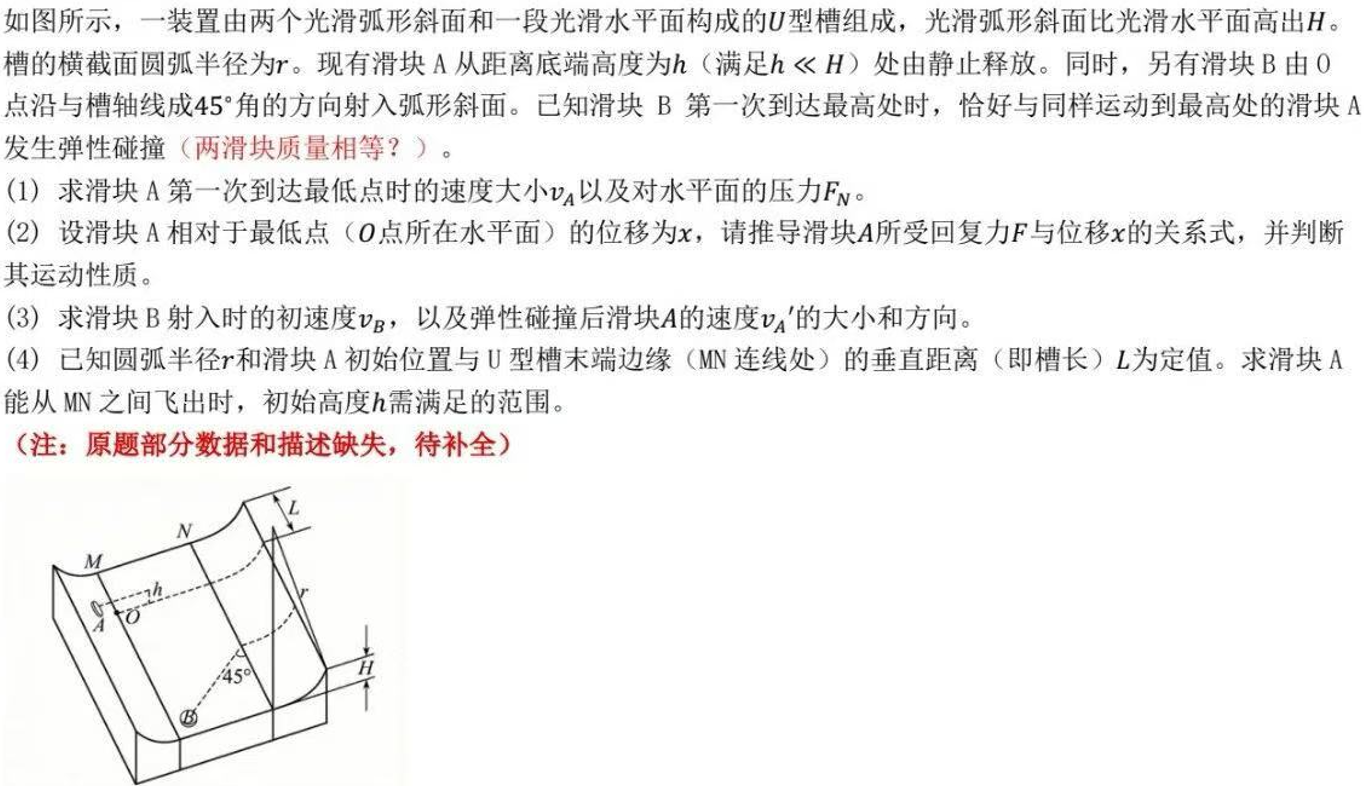 如图所示，一装置由两个光滑弧形斜面和一段光滑水平面构成的U型槽组成，光滑弧形斜面比光滑水平面高出H。
槽的横截面圆弧半径为r。现有滑块 A 从距离底端高度为h（满足h ≪ H）处由静止释放。同时，另有滑块 B 由 O
点沿与槽轴线成45°角的方向射入弧形斜面。已知滑块 B 第一次到达最高处时，恰好与同样运动到最高处的滑块 A
发生弹性碰撞（两滑块质量相等？）。
(1) 求滑块 A 第一次到达最低点时的速度大小v_A以及对水平面的压力F_N。
(2) 设滑块 A 相对于最低点（O点所在水平面）的位移为x，请推导滑块A所受回复力F与位移x的关系式，并判断
其运动性质。
(3) 求滑块 B 射入时的初速度v_B，以及弹性碰撞后滑块A的速度v_A′的大小和方向。
(4) 已知圆弧半径r和滑块 A 初始位置与 U 型槽末端边缘（MN 连线处）的垂直距离（即槽长）L为定值。求滑块 A
能从 MN 之间飞出时，初始高度h需满足的范围。
（注：原题部分数据和描述缺失，待补全）
L
N
M
h
A
O
r
45°
H
B